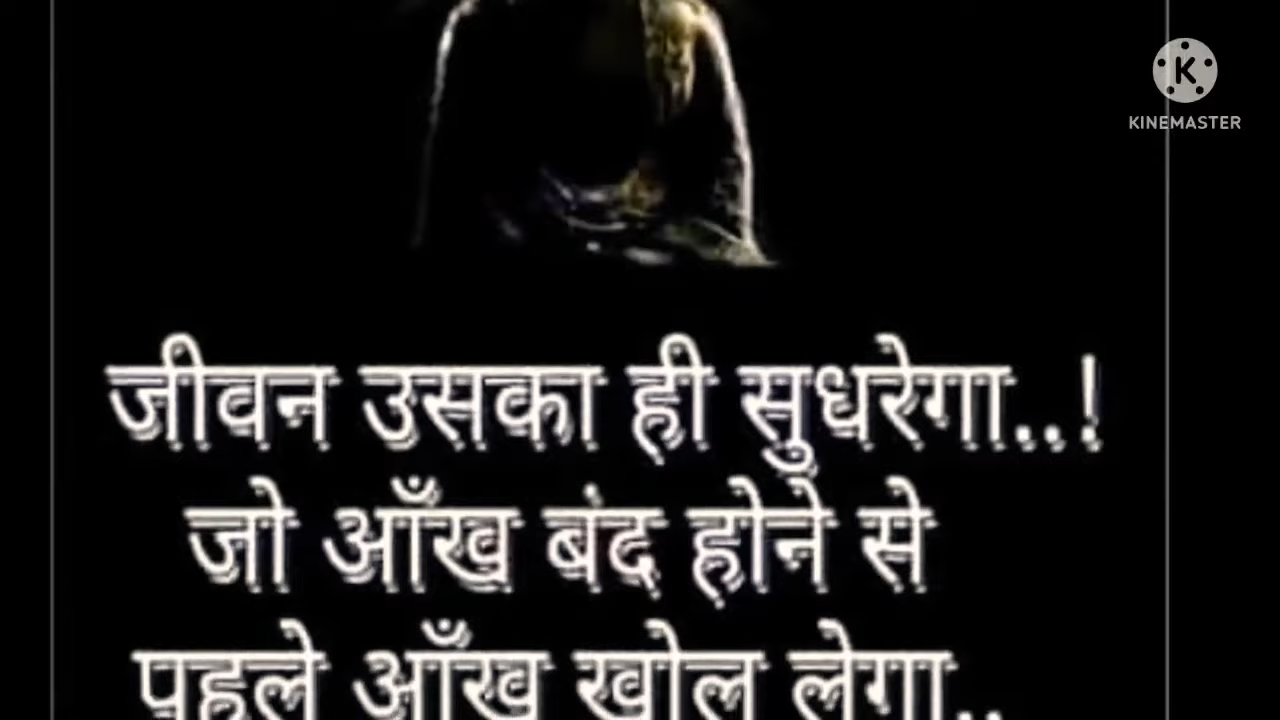 KINEMASTER
जीवन उसका ही सुधरेगा..!
जो आँख बंद होने से
पहले आँख खोल लेगा..